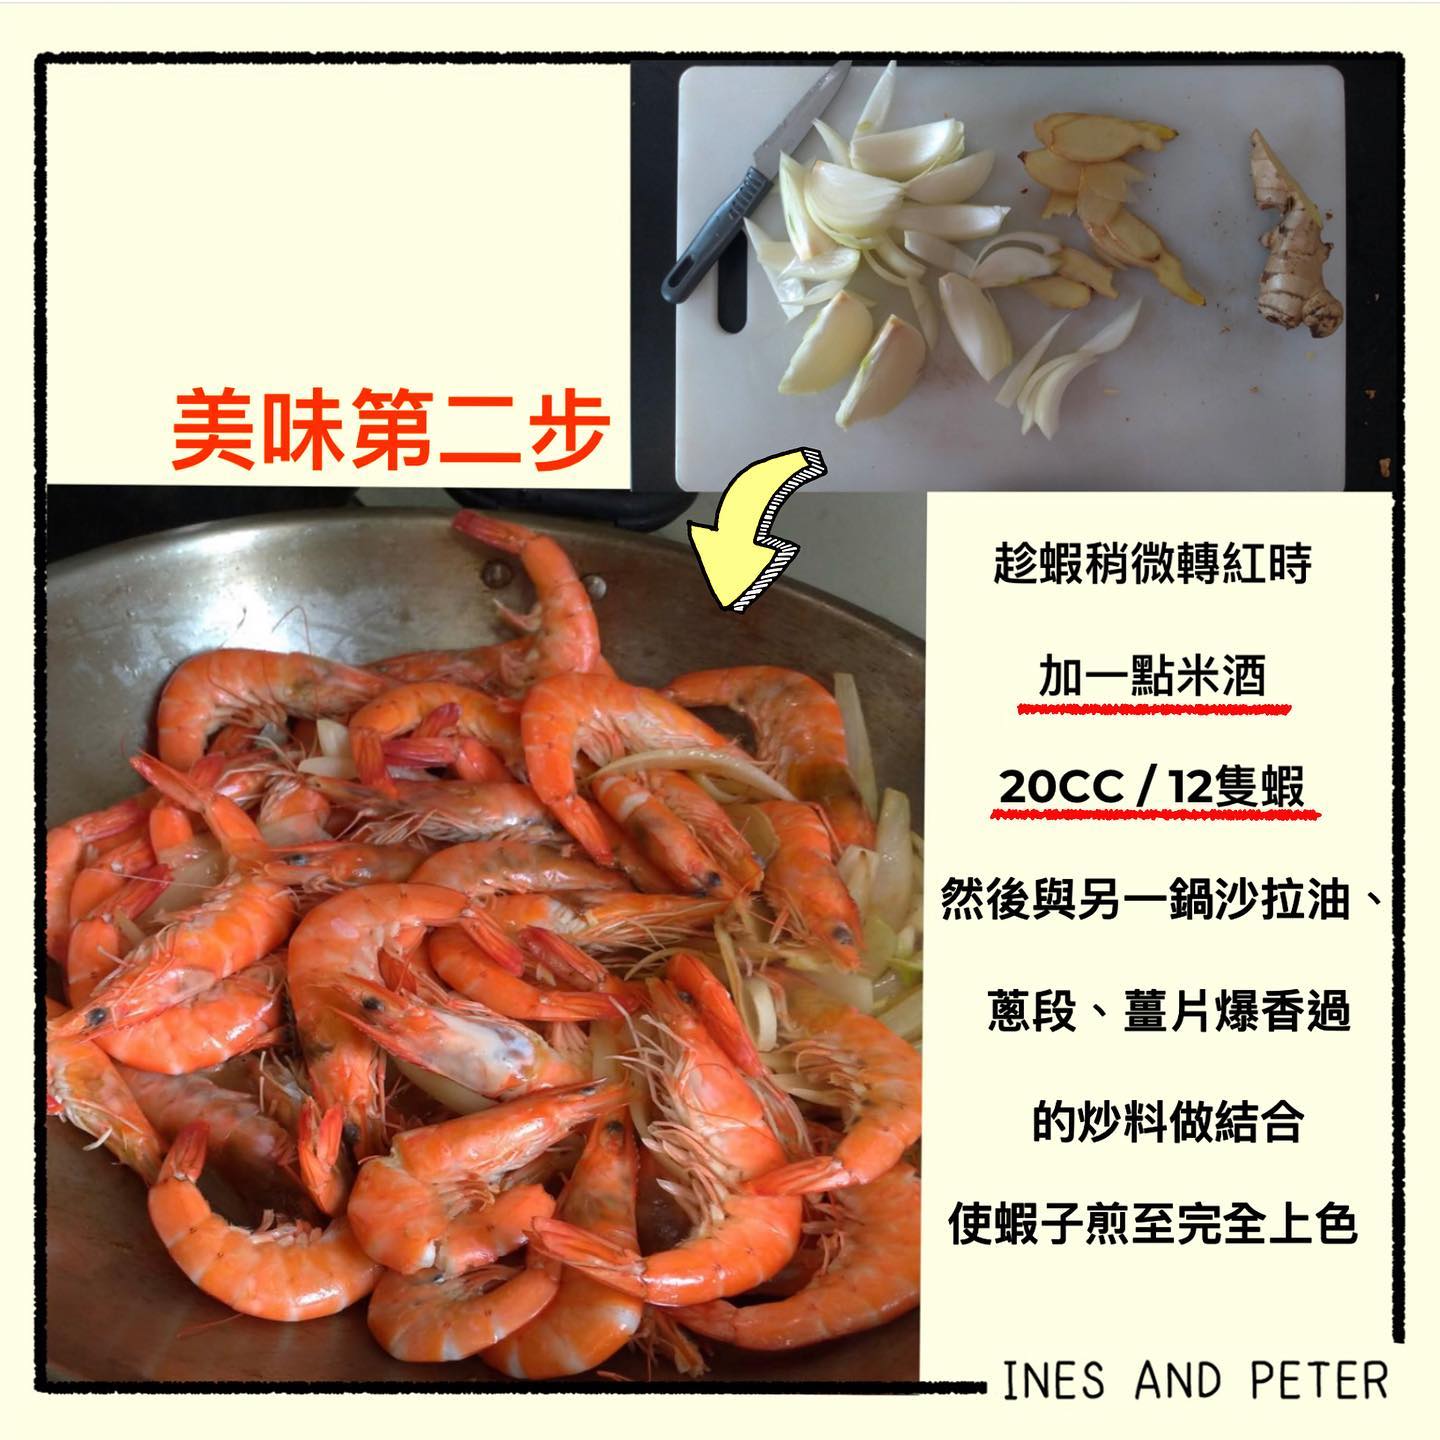 美味第二步
趁蝦稍微轉紅時
加一點米酒
20CC / 12隻蝦
然後與另一鍋沙拉油、
蔥段、薑片爆香過
的炒料做結合
使蝦子煎至完全上色
INES AND PETER